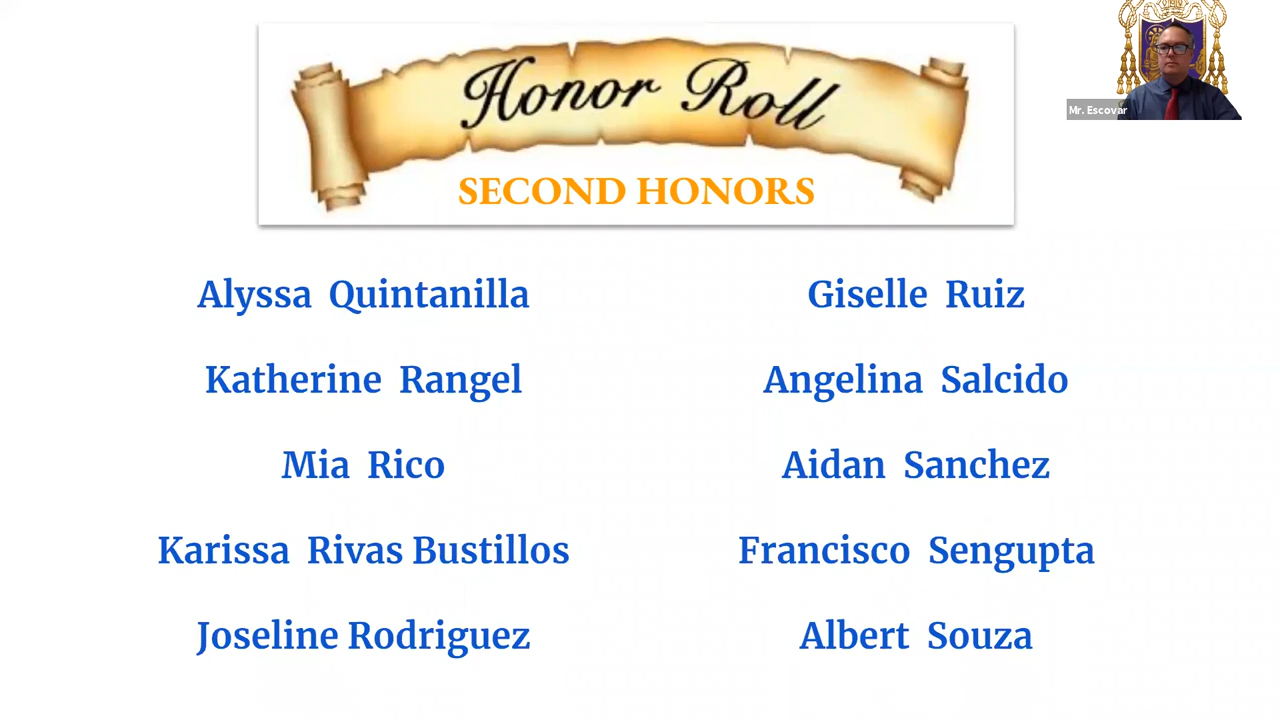 Honor Roll
SECOND HONORS
Mr. Escovar
Alyssa Quintanilla
Katherine Rangel
Mia Rico
Karissa Rivas Bustillos
Joseline Rodriguez
Giselle Ruiz
Angelina Salcido
Aidan Sanchez
Francisco Sengupta
Albert Souza